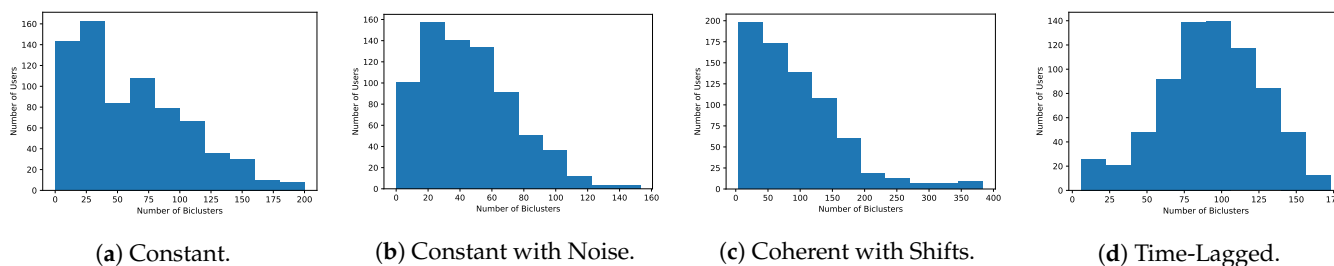 Number of Users
160
140
120
100
80
60
40
20
0
0 25 50 75 100 125 150 175 200
Number of Biclusters
(a) Constant.
Number of Users
160
140
120
100
80
60
40
20
0
0 20 40 60 80 100 120 140 160
Number of Biclusters
(b) Constant with Noise.
Number of Users
200
175
150
125
100
75
50
25
0
0 50 100 150 200 250 300 350 400
Number of Biclusters
(c) Coherent with Shifts.
Number of Users
140
120
100
80
60
40
20
0
0 25 50 75 100 125 150
Number of Biclusters
(d) Time-Lagged.